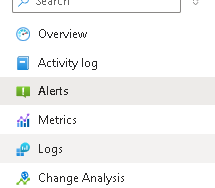 Search
Overview
Activity log
Alerts
Metrics
Logs
Change Analysis